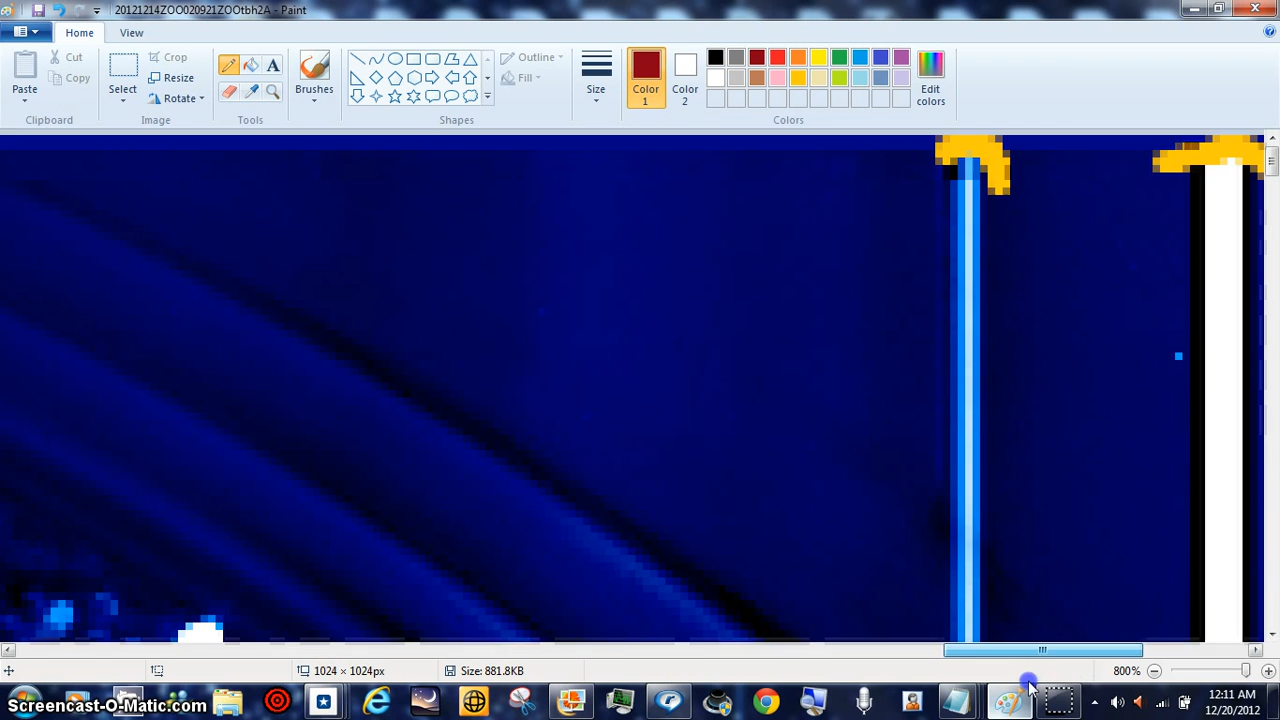 20121214ZOO020921ZOOtbh2A - Paint
Home View
Paste
Cut
Copy
Clipboard
Select
Crop
Resize
Rotate
Image
Tools
Brushes
Shapes
Outline
Fill
Size
Color 1
Color 2
Edit colors
Colors
1024 × 1024px
Size: 881.8KB
800%
RECORDED WITH
Screencast-O-Matic.com
12:11 AM
12/20/2012